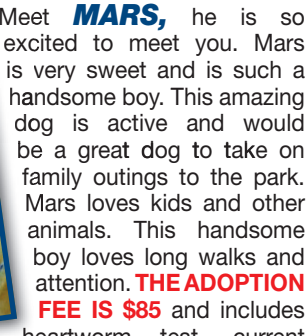 Meet MARS, he is so
excited to meet you. Mars
is very sweet and is such a
handsome boy. This amazing
dog is active and would
be a great dog to take on
family outings to the park.
Mars loves kids and other
animals. This handsome
boy loves long walks and
attention. THE ADOPTION
FEE IS $85 and includes
heartworm test, current